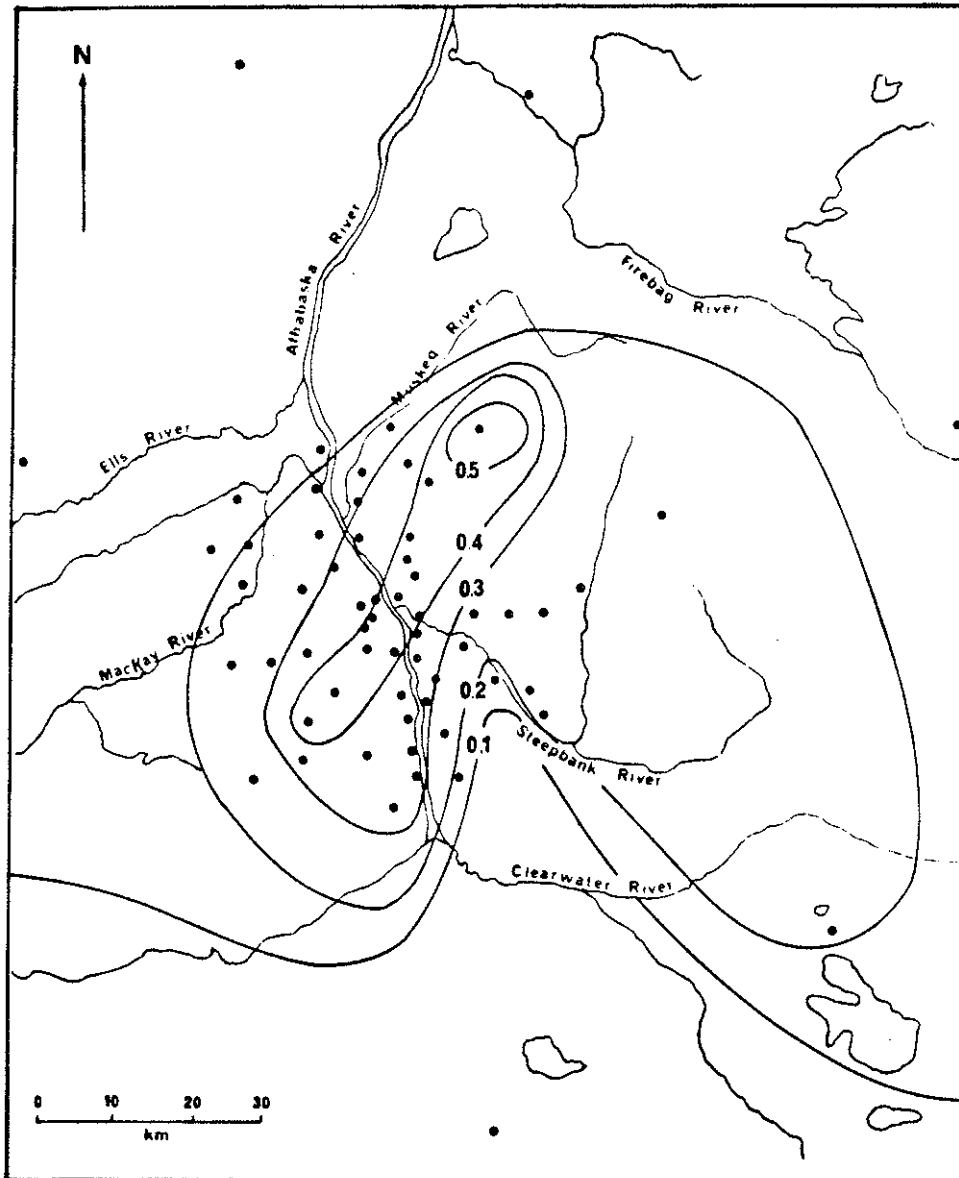 N
Athabaska River
Firebag River
Muskeg River
Ells River
0.5
0.4
0.3
MacKay River
0.2
0.1
Steepbank River
Clearwater River
0 10 20 30
km